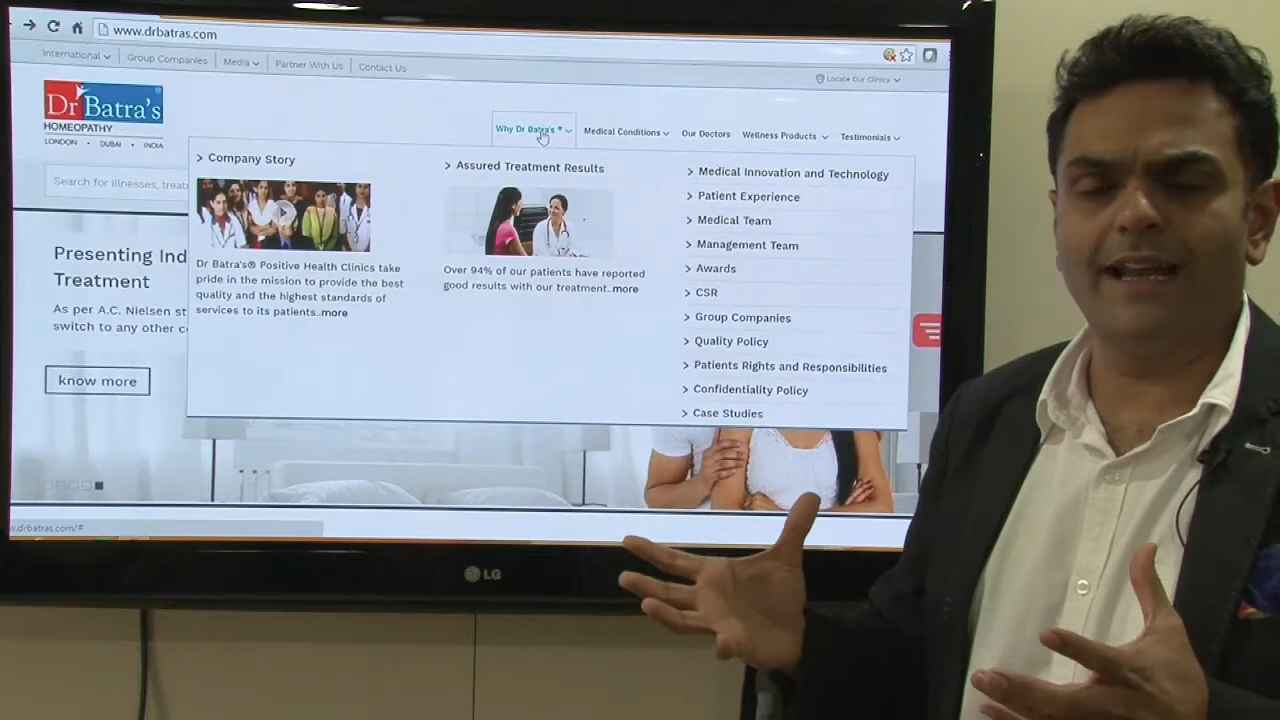 www.drbatras.com
International
Group Companies
Media
Partner With Us
Contact Us
Locate Our Clinics
Dr Batra's®
HOMEOPATHY
LONDON • DUBAI • INDIA
Why Dr Batra's ®
Medical Conditions
Our Doctors
Wellness Products
Testimonials
Search for illnesses, treat
> Company Story
Dr Batra's® Positive Health Clinics take
pride in the mission to provide the best
quality and the highest standards of
services to its patients..more
> Assured Treatment Results
Over 94% of our patients have reported
good results with our treatment..more
> Medical Innovation and Technology
> Patient Experience
> Medical Team
> Management Team
> Awards
> CSR
> Group Companies
> Quality Policy
> Patients Rights and Responsibilities
> Confidentiality Policy
> Case Studies
Presenting Ind
Treatment
As per A.C. Nielsen st
switch to any other c
know more
w.drbatras.com/#
LG